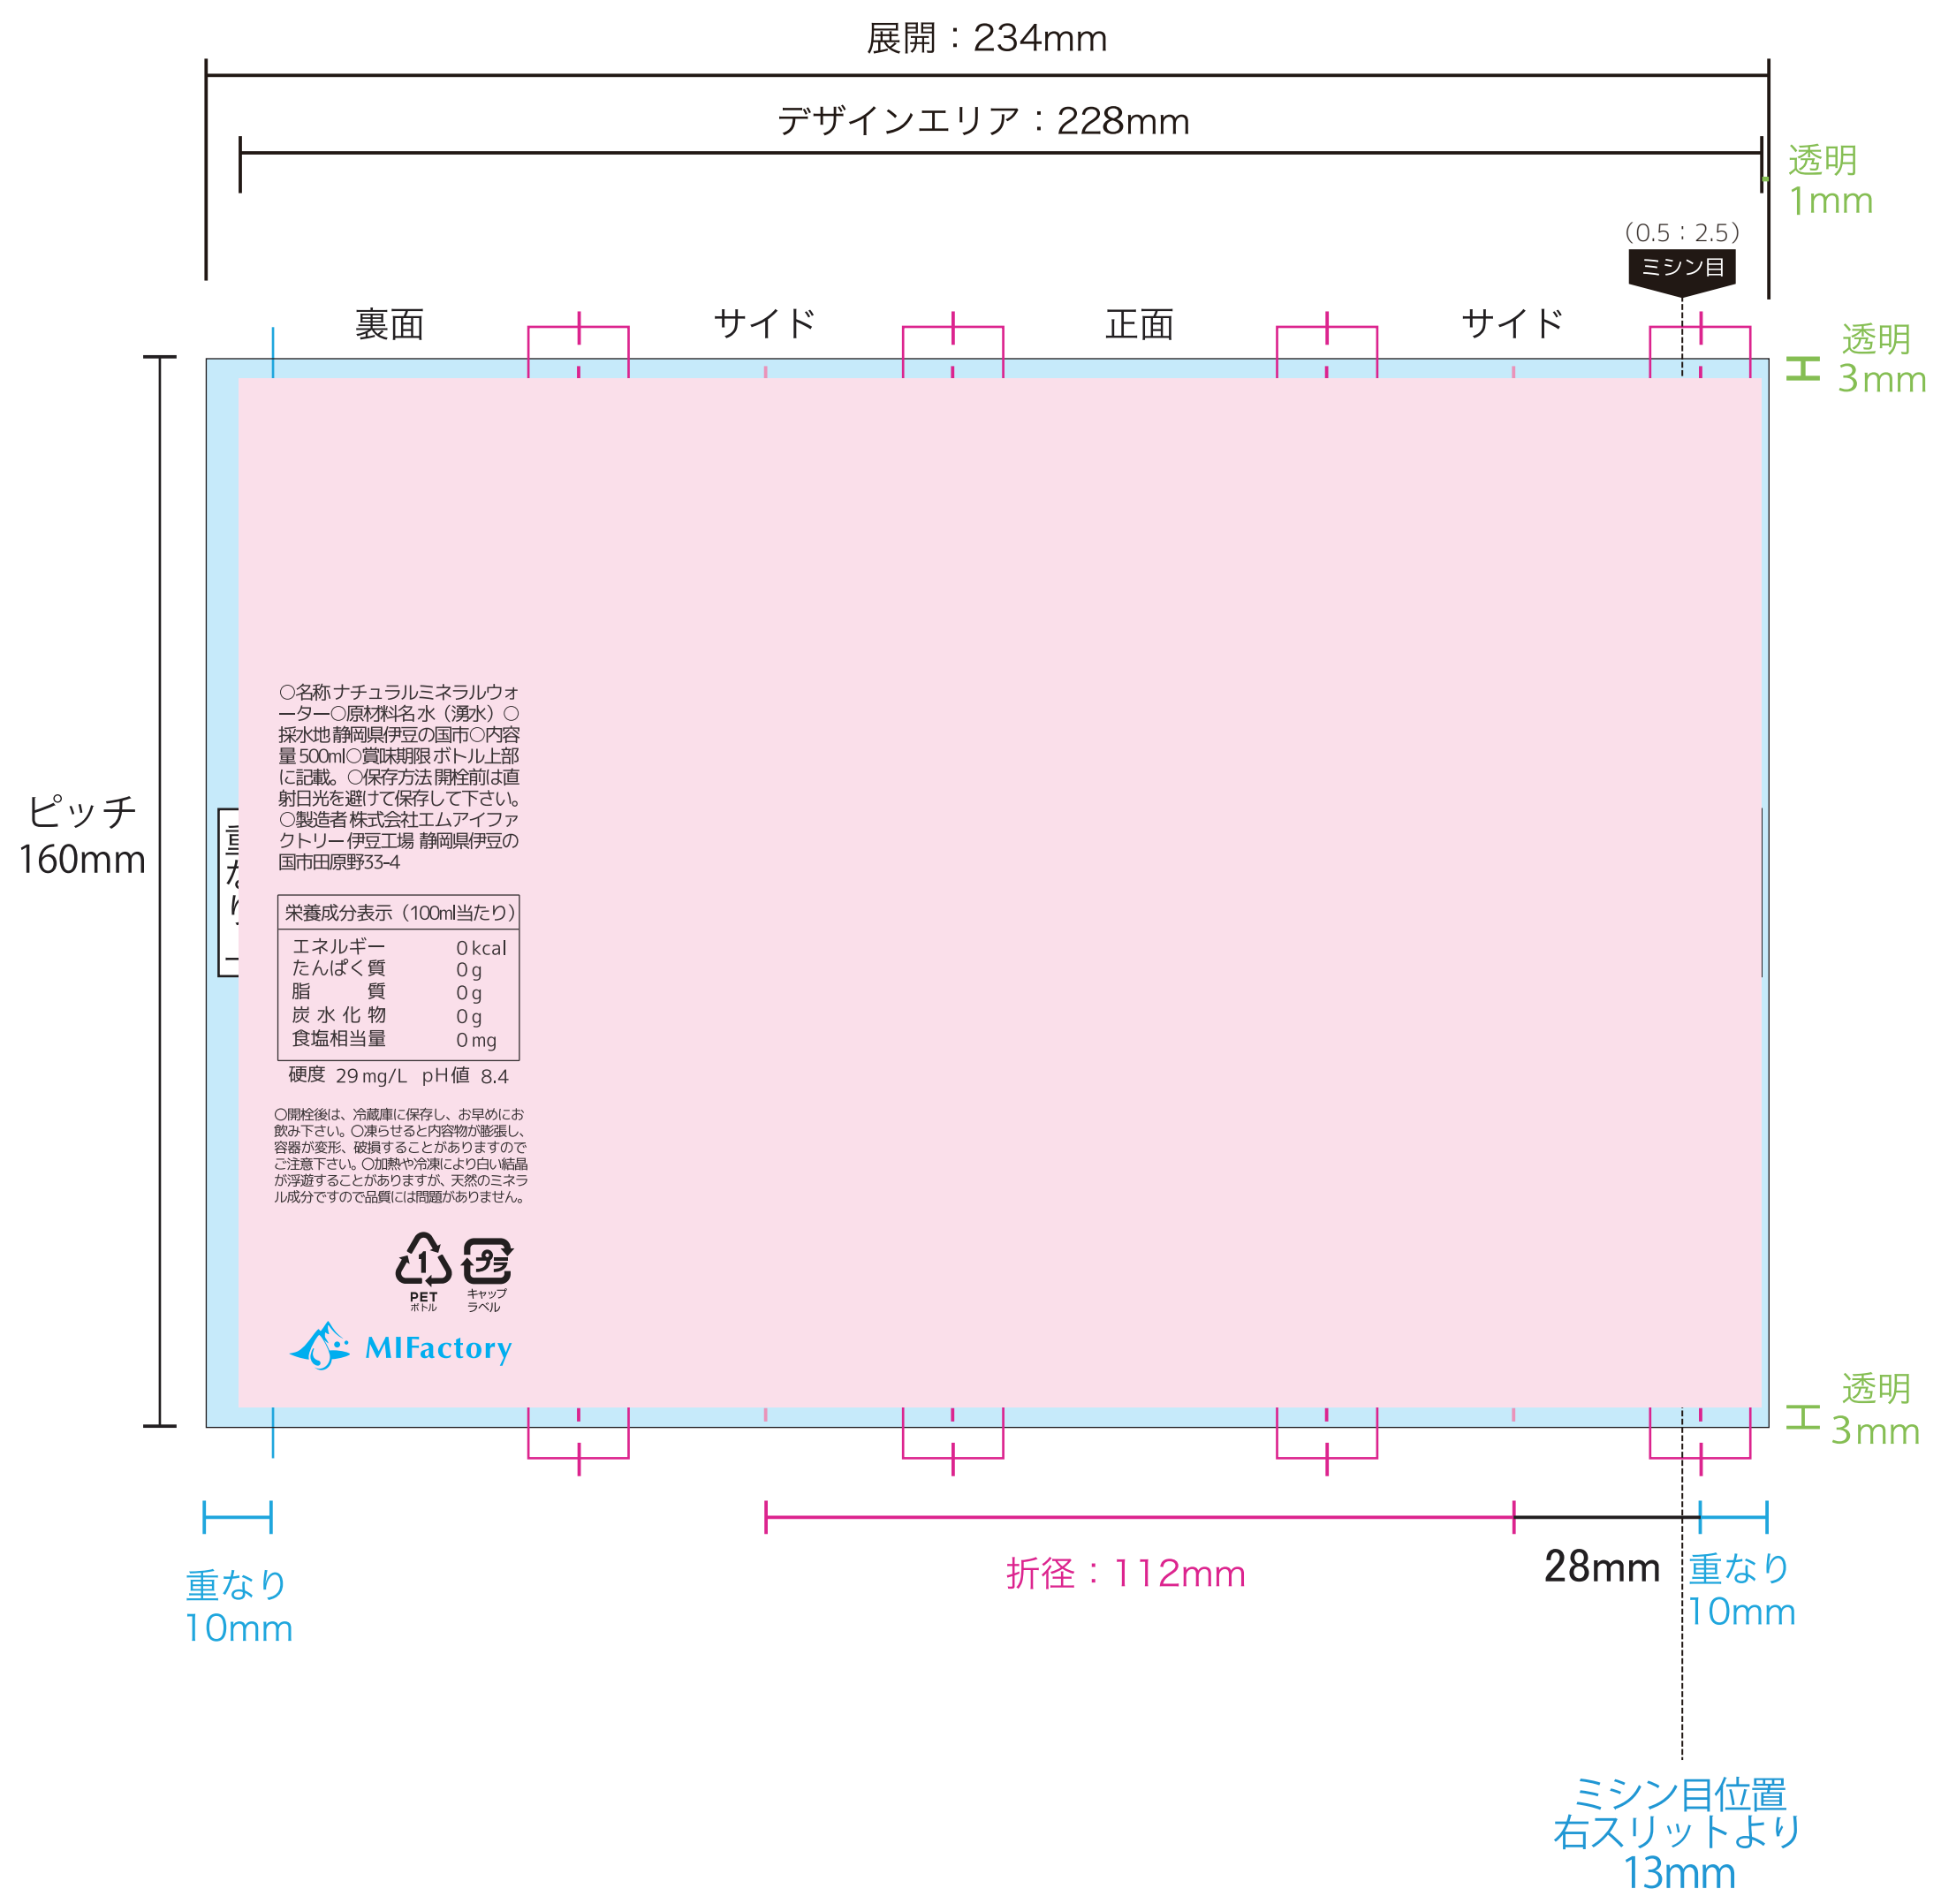 展開：234mm
デザインエリア：228mm
透明
1mm
（0.5：2.5）
ミシン目
裏面
サイド
正面
サイド
透明
3mm
○名称 ナチュラルミネラルウォ
ーター○原材料名 水（湧水）○
採水地 静岡県伊豆の国市○内容
量 500ml○賞味期限 ボトル上部
に記載。○保存方法 開栓前は直
射日光を避けて保存して下さい。
○製造者 株式会社エムアイファ
クトリー 伊豆工場 静岡県伊豆の
国市田原野33-4
ピッチ
160mm
重なり
栄養成分表示（100ml当たり）
エネルギー 0 kcal
たんぱく質 0 g
脂質 0 g
炭水化物 0 g
食塩相当量 0 mg
硬度 29 mg/L pH値 8.4
○開栓後は、冷蔵庫に保存し、お早めにお
飲み下さい。○凍らせると内容物が膨張し、
容器が変形、破損することがありますので
ご注意下さい。○加熱や冷凍により白い結晶
が浮遊することがありますが、天然のミネラ
ル成分ですので品質には問題がありません。
1
PET
ボトル
プラ
キャップ
ラベル
MIFactory
透明
3mm
重なり
10mm
折径：112mm
28mm
重なり
10mm
ミシン目位置
右スリットより
13mm